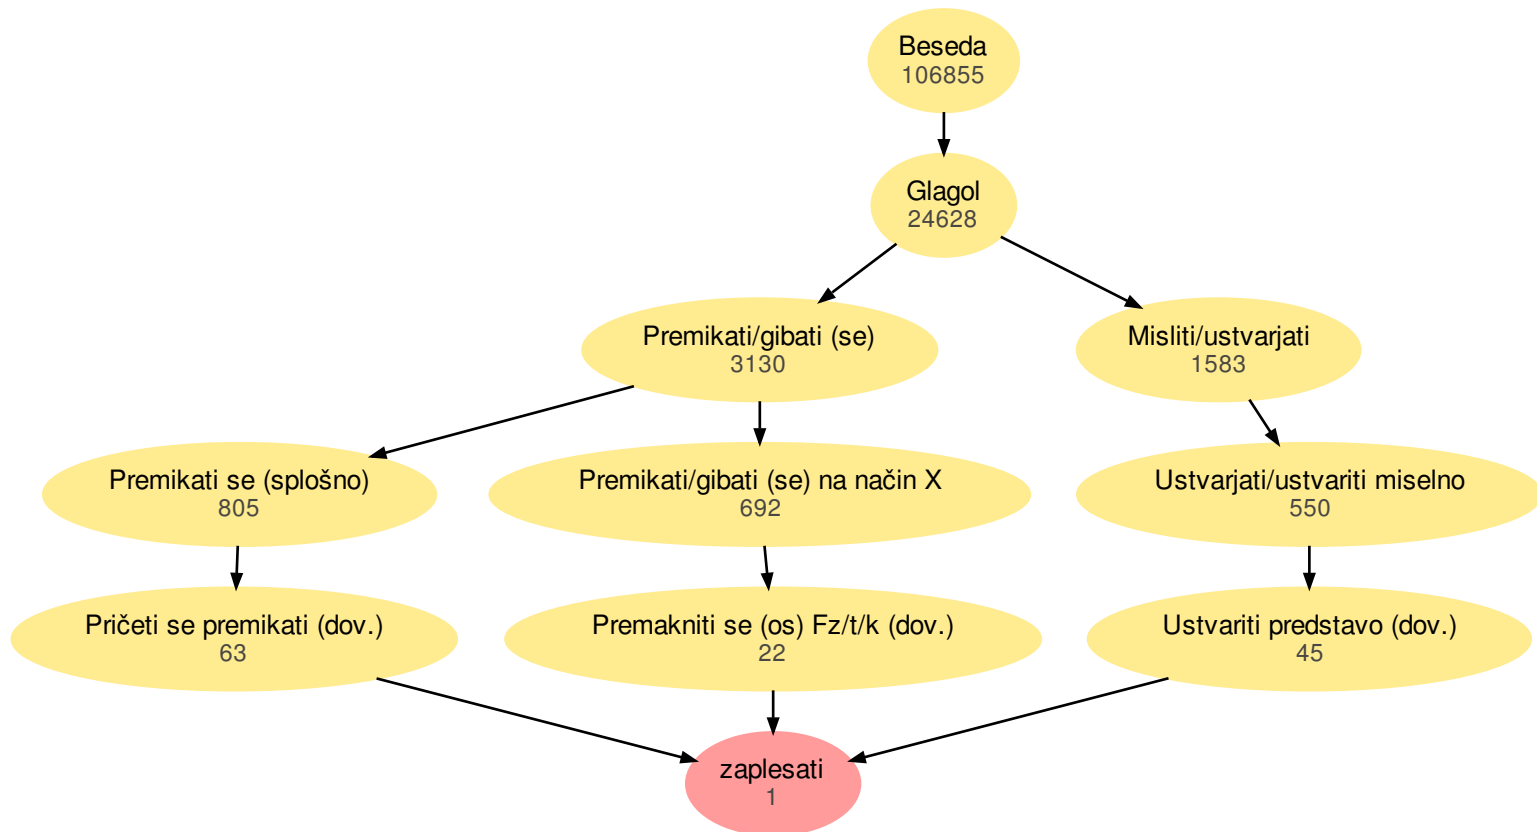 Beseda
106855
Glagol
24628
Premikati/gibati (se)
3130
Misliti/ustvarjati
1583
Premikati se (splošno)
805
Premikati/gibati (se) na način X
692
Ustvarjati/ustvariti miselno
550
Pričeti se premikati (dov.)
63
Premakniti se (os) Fz/t/k (dov.)
22
Ustvariti predstavo (dov.)
45
zaplesati
1